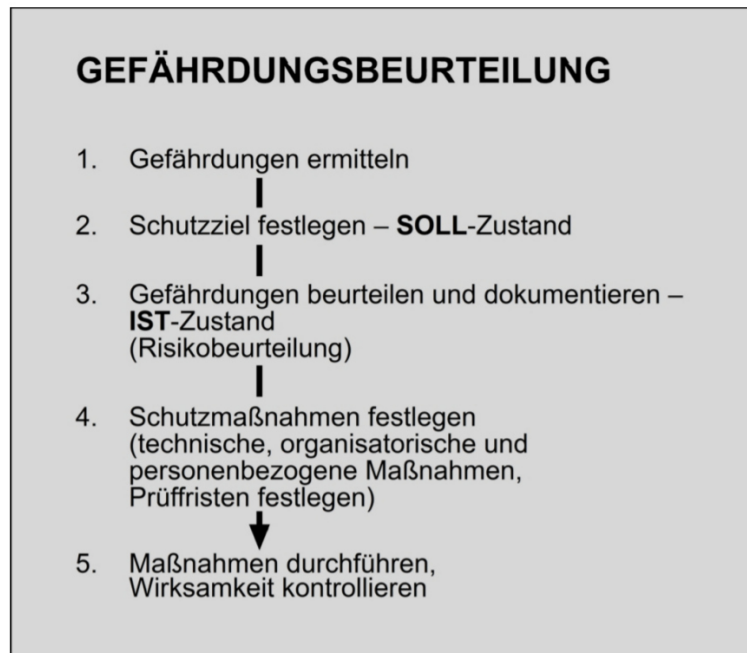 GEFÄHRDUNGSBEURTEILUNG
1. Gefährdungen ermitteln
2. Schutzziel festlegen – SOLL-Zustand
3. Gefährdungen beurteilen und dokumentieren –
IST-Zustand
(Risikobeurteilung)
4. Schutzmaßnahmen festlegen
(technische, organisatorische und
personenbezogene Maßnahmen,
Prüffristen festlegen)
5. Maßnahmen durchführen,
Wirksamkeit kontrollieren